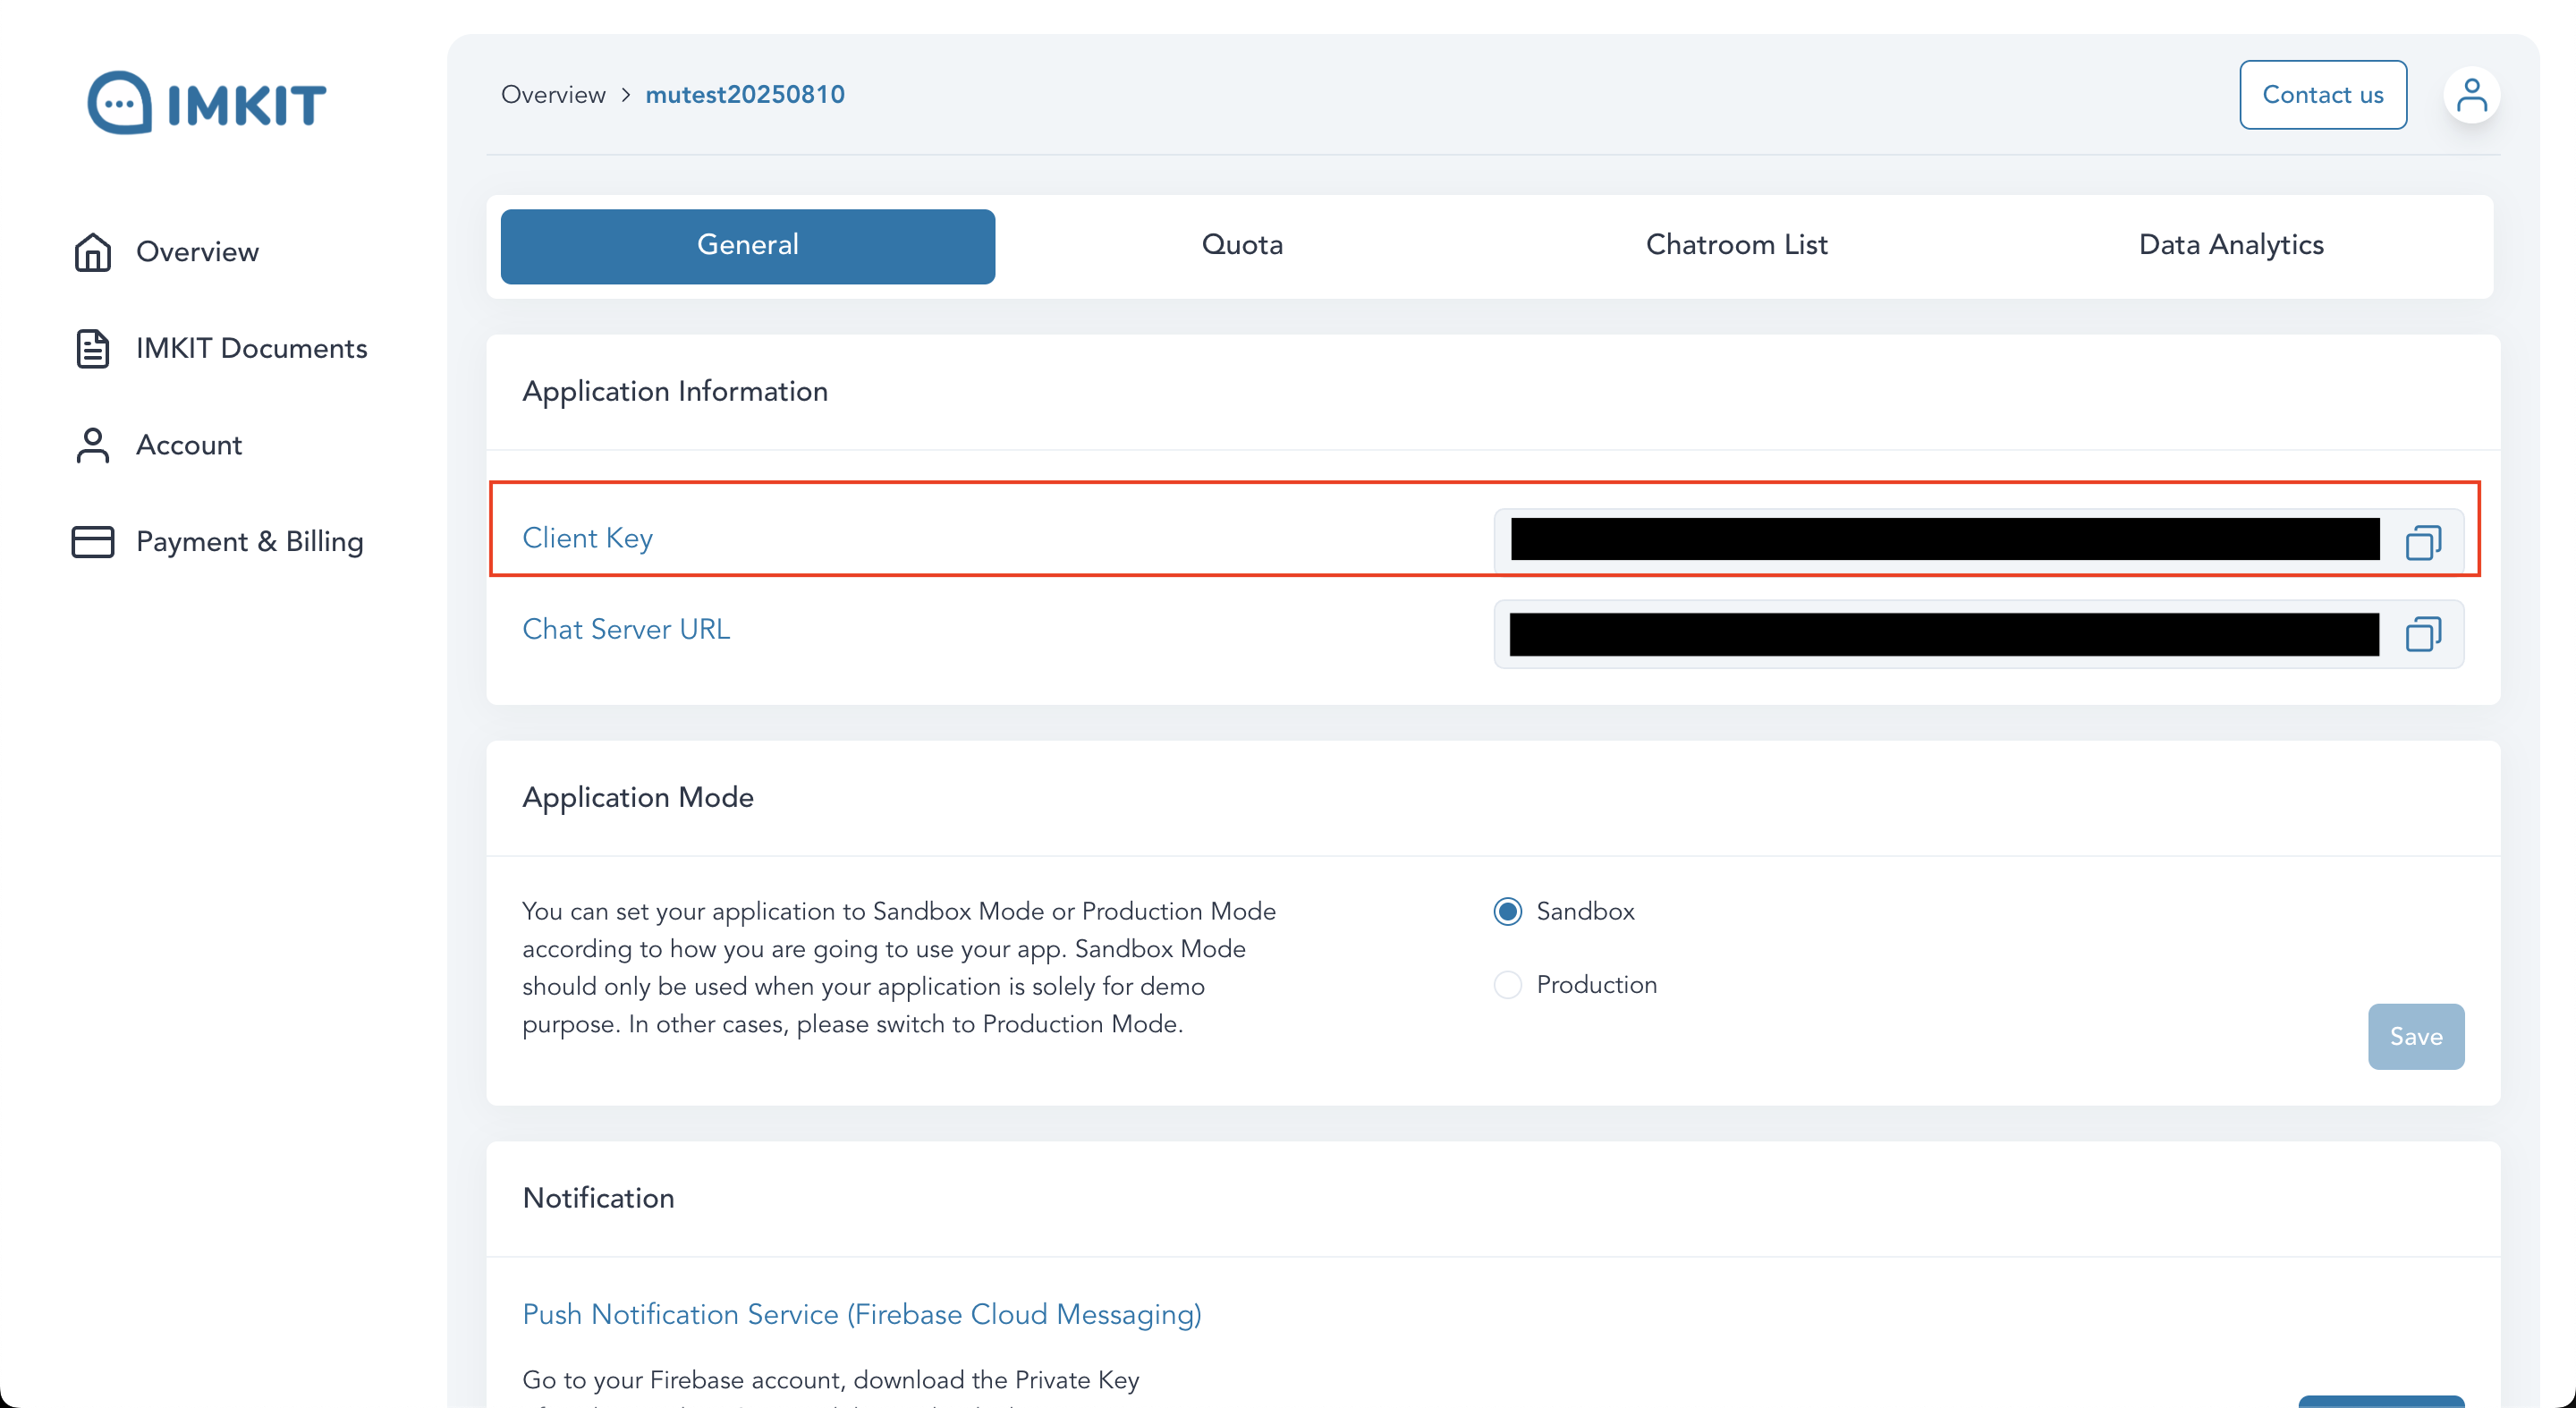 IMKIT
Overview
IMKIT Documents
Account
Payment & Billing
Overview > mutest20250810
Contact us
General
Quota
Chatroom List
Data Analytics
Application Information
Client Key
Chat Server URL
Application Mode
You can set your application to Sandbox Mode or Production Mode
according to how you are going to use your app. Sandbox Mode
should only be used when your application is solely for demo
purpose. In other cases, please switch to Production Mode.
Sandbox
Production
Save
Notification
Push Notification Service (Firebase Cloud Messaging)
Go to your Firebase account, download the Private Key